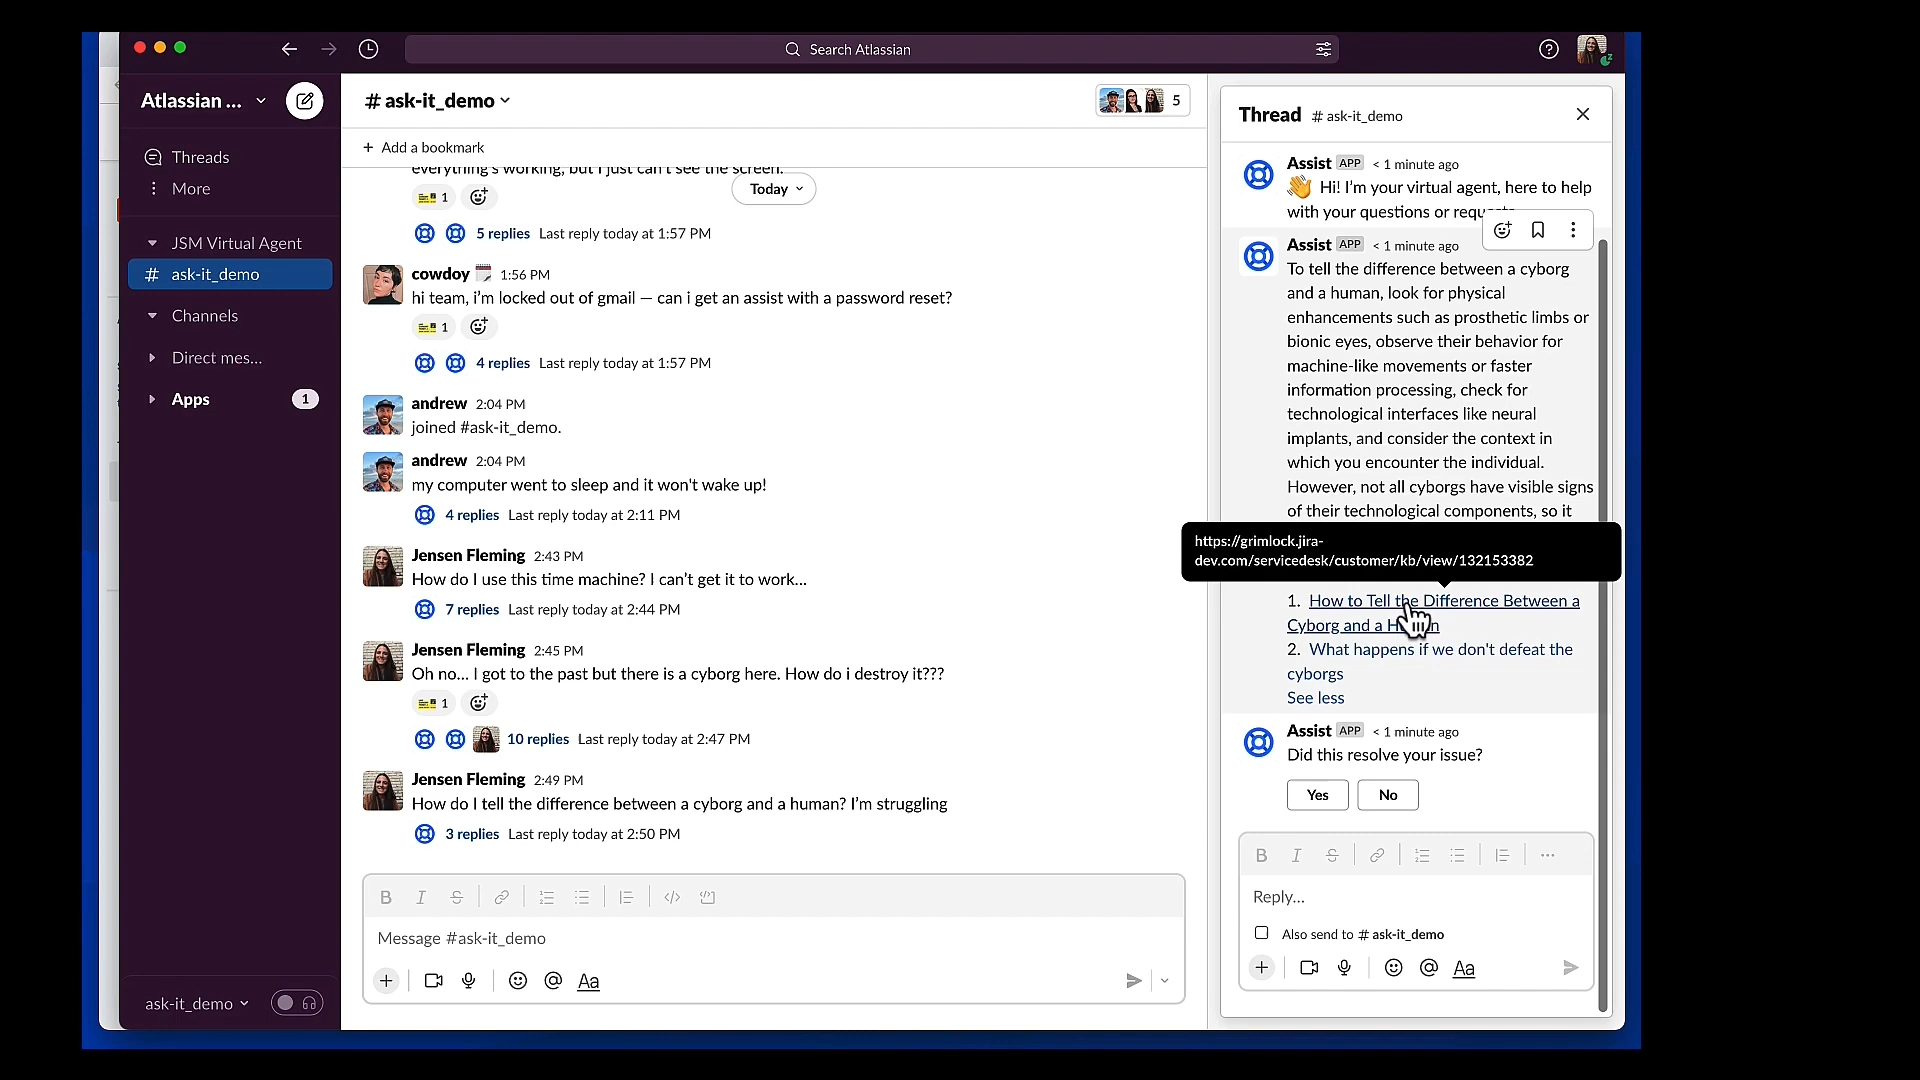 Search Atlassian
Atlassian ...
Threads
More
JSM Virtual Agent
# ask-it_demo
Channels
Direct mes...
Apps
1
ask-it_demo
# ask-it_demo
5
+ Add a bookmark
everything's working, but I just can't see the screen.
Today
1
5 replies Last reply today at 1:57 PM
cowdoy 1:56 PM
hi team, i'm locked out of gmail — can i get an assist with a password reset?
1
4 replies Last reply today at 1:57 PM
andrew 2:04 PM
joined #ask-it_demo.
andrew 2:04 PM
my computer went to sleep and it won't wake up!
4 replies Last reply today at 2:11 PM
Jensen Fleming 2:43 PM
How do I use this time machine? I can't get it to work...
7 replies Last reply today at 2:44 PM
Jensen Fleming 2:45 PM
Oh no... I got to the past but there is a cyborg here. How do i destroy it???
1
10 replies Last reply today at 2:47 PM
Jensen Fleming 2:49 PM
How do I tell the difference between a cyborg and a human? I'm struggling
3 replies Last reply today at 2:50 PM
B I S
Message #ask-it_demo
+ @ Aa
Thread # ask-it_demo
Assist APP < 1 minute ago
Hi! I'm your virtual agent, here to help
with your questions or
Assist APP < 1 minute ago
To tell the difference between a cyborg
and a human, look for physical
enhancements such as prosthetic limbs or
bionic eyes, observe their behavior for
machine-like movements or faster
information processing, check for
technological interfaces like neural
implants, and consider the context in
which you encounter the individual.
However, not all cyborgs have visible signs
of their technological components, so it
https://grimlock.jira-
dev.com/servicedesk/customer/kb/view/132153382
1. How to Tell the Difference Between a
Cyborg and a
2. What happens if we don't defeat the
cyborgs
See less
Assist APP < 1 minute ago
Did this resolve your issue?
Yes No
B I S
Reply...
Also send to # ask-it_demo
+ @ Aa